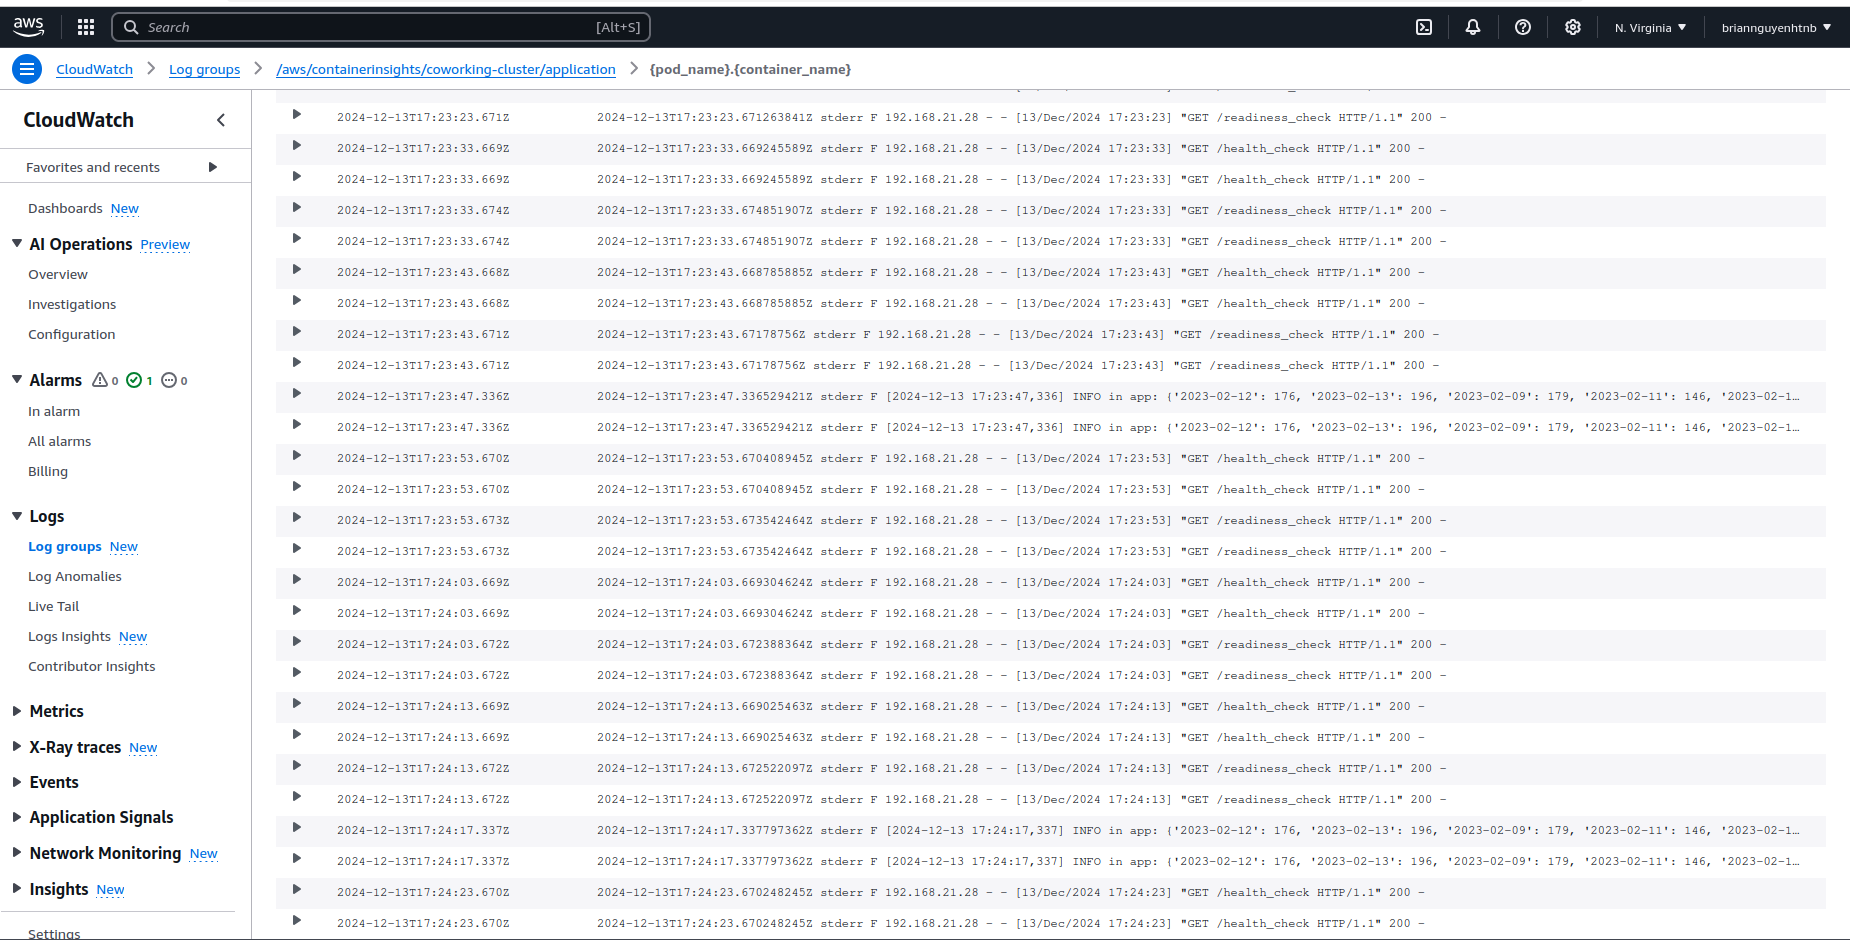 aws
Search [Alt+S]
N. Virginia
briannguyenhtnb
CloudWatch
Log groups
/aws/containerinsights/coworking-cluster/application
{pod_name}.{container_name}
CloudWatch
Favorites and recents
Dashboards New
AI Operations Preview
Overview
Investigations
Configuration
Alarms 0 1 0
In alarm
All alarms
Billing
Logs
Log groups New
Log Anomalies
Live Tail
Logs Insights New
Contributor Insights
Metrics
X-Ray traces New
Events
Application Signals
Network Monitoring New
Insights New
Settings
2024-12-13T17:23:23.671Z 2024-12-13T17:23:23.671263841Z stderr F 192.168.21.28 - - [13/Dec/2024 17:23:23] "GET /readiness_check HTTP/1.1" 200 -
2024-12-13T17:23:33.669Z 2024-12-13T17:23:33.669245589Z stderr F 192.168.21.28 - - [13/Dec/2024 17:23:33] "GET /health_check HTTP/1.1" 200 -
2024-12-13T17:23:33.669Z 2024-12-13T17:23:33.669245589Z stderr F 192.168.21.28 - - [13/Dec/2024 17:23:33] "GET /health_check HTTP/1.1" 200 -
2024-12-13T17:23:33.674Z 2024-12-13T17:23:33.674851907Z stderr F 192.168.21.28 - - [13/Dec/2024 17:23:33] "GET /readiness_check HTTP/1.1" 200 -
2024-12-13T17:23:33.674Z 2024-12-13T17:23:33.674851907Z stderr F 192.168.21.28 - - [13/Dec/2024 17:23:33] "GET /readiness_check HTTP/1.1" 200 -
2024-12-13T17:23:43.668Z 2024-12-13T17:23:43.668785885Z stderr F 192.168.21.28 - - [13/Dec/2024 17:23:43] "GET /health_check HTTP/1.1" 200 -
2024-12-13T17:23:43.668Z 2024-12-13T17:23:43.668785885Z stderr F 192.168.21.28 - - [13/Dec/2024 17:23:43] "GET /health_check HTTP/1.1" 200 -
2024-12-13T17:23:43.671Z 2024-12-13T17:23:43.67178756Z stderr F 192.168.21.28 - - [13/Dec/2024 17:23:43] "GET /readiness_check HTTP/1.1" 200 -
2024-12-13T17:23:43.671Z 2024-12-13T17:23:43.67178756Z stderr F 192.168.21.28 - - [13/Dec/2024 17:23:43] "GET /readiness_check HTTP/1.1" 200 -
2024-12-13T17:23:47.336Z 2024-12-13T17:23:47.336529421Z stderr F [2024-12-13 17:23:47,336] INFO in app: {'2023-02-12': 176, '2023-02-13': 196, '2023-02-09': 179, '2023-02-11': 146, '2023-02-1…
2024-12-13T17:23:47.336Z 2024-12-13T17:23:47.336529421Z stderr F [2024-12-13 17:23:47,336] INFO in app: {'2023-02-12': 176, '2023-02-13': 196, '2023-02-09': 179, '2023-02-11': 146, '2023-02-1…
2024-12-13T17:23:53.670Z 2024-12-13T17:23:53.670408945Z stderr F 192.168.21.28 - - [13/Dec/2024 17:23:53] "GET /health_check HTTP/1.1" 200 -
2024-12-13T17:23:53.670Z 2024-12-13T17:23:53.670408945Z stderr F 192.168.21.28 - - [13/Dec/2024 17:23:53] "GET /health_check HTTP/1.1" 200 -
2024-12-13T17:23:53.673Z 2024-12-13T17:23:53.673542464Z stderr F 192.168.21.28 - - [13/Dec/2024 17:23:53] "GET /readiness_check HTTP/1.1" 200 -
2024-12-13T17:23:53.673Z 2024-12-13T17:23:53.673542464Z stderr F 192.168.21.28 - - [13/Dec/2024 17:23:53] "GET /readiness_check HTTP/1.1" 200 -
2024-12-13T17:24:03.669Z 2024-12-13T17:24:03.669304624Z stderr F 192.168.21.28 - - [13/Dec/2024 17:24:03] "GET /health_check HTTP/1.1" 200 -
2024-12-13T17:24:03.669Z 2024-12-13T17:24:03.669304624Z stderr F 192.168.21.28 - - [13/Dec/2024 17:24:03] "GET /health_check HTTP/1.1" 200 -
2024-12-13T17:24:03.672Z 2024-12-13T17:24:03.672388364Z stderr F 192.168.21.28 - - [13/Dec/2024 17:24:03] "GET /readiness_check HTTP/1.1" 200 -
2024-12-13T17:24:03.672Z 2024-12-13T17:24:03.672388364Z stderr F 192.168.21.28 - - [13/Dec/2024 17:24:03] "GET /readiness_check HTTP/1.1" 200 -
2024-12-13T17:24:13.669Z 2024-12-13T17:24:13.669025463Z stderr F 192.168.21.28 - - [13/Dec/2024 17:24:13] "GET /health_check HTTP/1.1" 200 -
2024-12-13T17:24:13.669Z 2024-12-13T17:24:13.669025463Z stderr F 192.168.21.28 - - [13/Dec/2024 17:24:13] "GET /health_check HTTP/1.1" 200 -
2024-12-13T17:24:13.672Z 2024-12-13T17:24:13.672522097Z stderr F 192.168.21.28 - - [13/Dec/2024 17:24:13] "GET /readiness_check HTTP/1.1" 200 -
2024-12-13T17:24:13.672Z 2024-12-13T17:24:13.672522097Z stderr F 192.168.21.28 - - [13/Dec/2024 17:24:13] "GET /readiness_check HTTP/1.1" 200 -
2024-12-13T17:24:17.337Z 2024-12-13T17:24:17.337797362Z stderr F [2024-12-13 17:24:17,337] INFO in app: {'2023-02-12': 176, '2023-02-13': 196, '2023-02-09': 179, '2023-02-11': 146, '2023-02-1…
2024-12-13T17:24:17.337Z 2024-12-13T17:24:17.337797362Z stderr F [2024-12-13 17:24:17,337] INFO in app: {'2023-02-12': 176, '2023-02-13': 196, '2023-02-09': 179, '2023-02-11': 146, '2023-02-1…
2024-12-13T17:24:23.670Z 2024-12-13T17:24:23.670248245Z stderr F 192.168.21.28 - - [13/Dec/2024 17:24:23] "GET /health_check HTTP/1.1" 200 -
2024-12-13T17:24:23.670Z 2024-12-13T17:24:23.670248245Z stderr F 192.168.21.28 - - [13/Dec/2024 17:24:23] "GET /health_check HTTP/1.1" 200 -